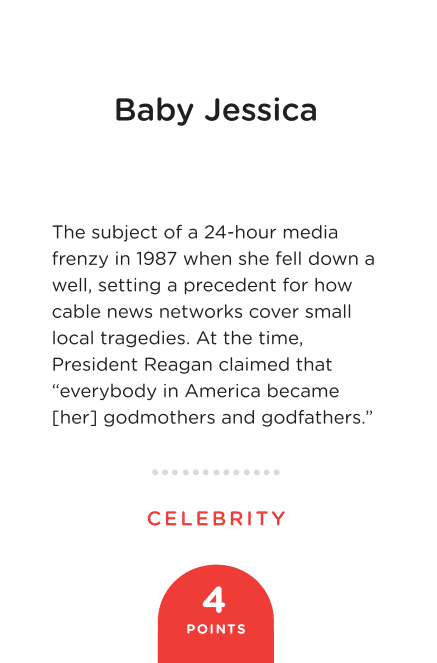 Baby Jessica
The subject of a 24-hour media
frenzy in 1987 when she fell down a
well, setting a precedent for how
cable news networks cover small
local tragedies. At the time,
President Reagan claimed that
“everybody in America became
[her] godmothers and godfathers.”
CELEBRITY
4
POINTS